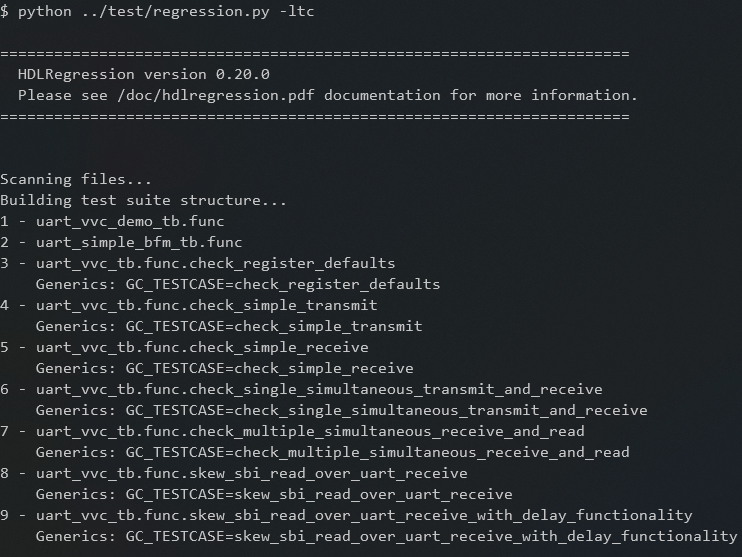 $ python ../test/regression.py -ltc
======================================================================
HDLRegression version 0.20.0
Please see /doc/hdlregression.pdf documentation for more information.
======================================================================
Scanning files...
Building test suite structure...
1 - uart_vvc_demo_tb.func
2 - uart_simple_bfm_tb.func
3 - uart_vvc_tb.func.check_register_defaults
Generics: GC_TESTCASE=check_register_defaults
4 - uart_vvc_tb.func.check_simple_transmit
Generics: GC_TESTCASE=check_simple_transmit
5 - uart_vvc_tb.func.check_simple_receive
Generics: GC_TESTCASE=check_simple_receive
6 - uart_vvc_tb.func.check_single_simultaneous_transmit_and_receive
Generics: GC_TESTCASE=check_single_simultaneous_transmit_and_receive
7 - uart_vvc_tb.func.check_multiple_simultaneous_receive_and_read
Generics: GC_TESTCASE=check_multiple_simultaneous_receive_and_read
8 - uart_vvc_tb.func.skew_sbi_read_over_uart_receive
Generics: GC_TESTCASE=skew_sbi_read_over_uart_receive
9 - uart_vvc_tb.func.skew_sbi_read_over_uart_receive_with_delay_functionality
Generics: GC_TESTCASE=skew_sbi_read_over_uart_receive_with_delay_functionality